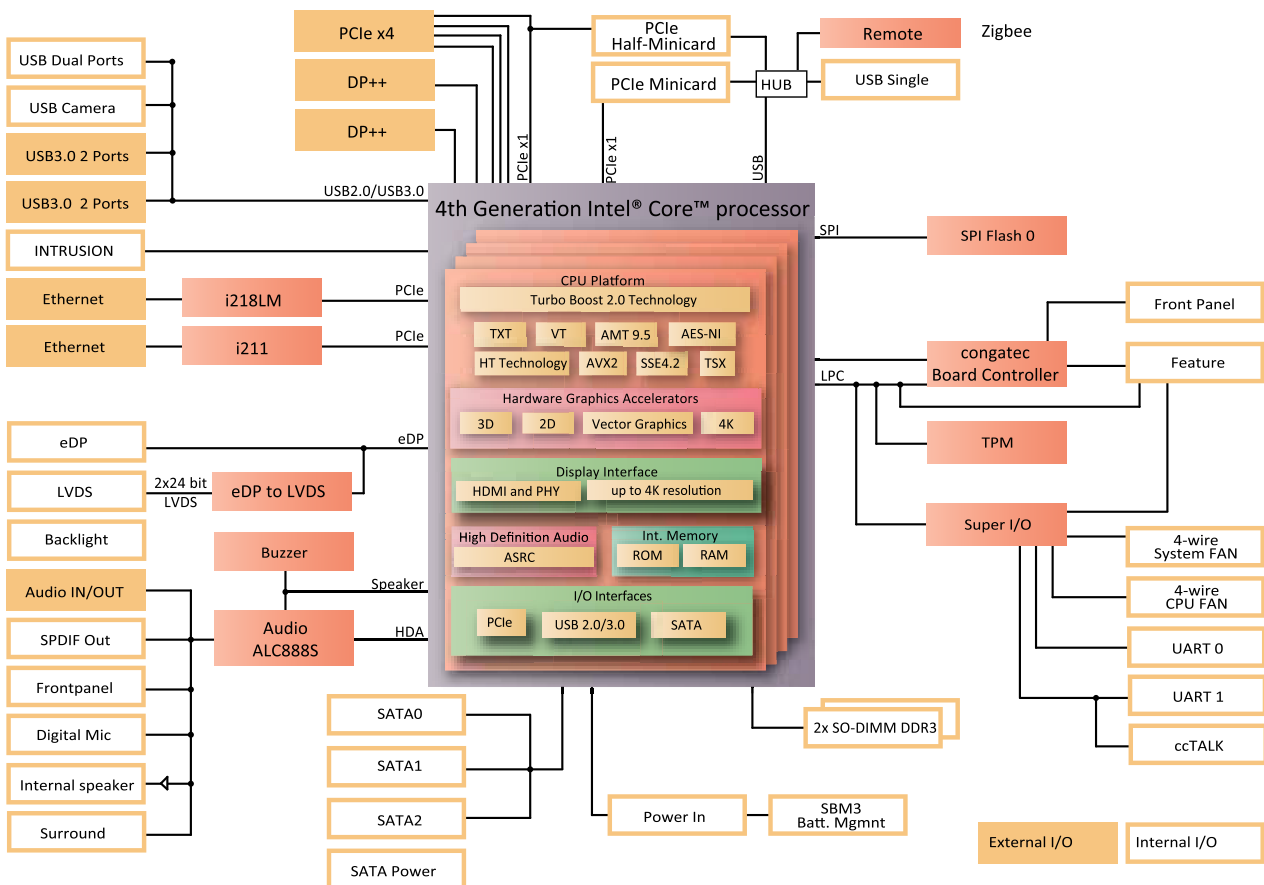 PCIe x4
DP++
DP++
PCIe
Half-Minicard
PCIe Minicard
HUB
Remote
Zigbee
USB Single
USB Dual Ports
USB Camera
USB3.0 2 Ports
USB3.0 2 Ports
USB2.0/USB3.0
PCIe x1
PCIe x1
USB
INTRUSION
Ethernet
i218LM
PCIe
Ethernet
i211
PCIe
eDP
eDP
LVDS
2x24 bit
LVDS
eDP to LVDS
Backlight
Buzzer
Speaker
Audio IN/OUT
SPDIF Out
Audio
ALC888S
HDA
Frontpanel
Digital Mic
Internal speaker
Surround
4th Generation Intel® Core™ processor
CPU Platform
Turbo Boost 2.0 Technology
TXT
VT
AMT 9.5
AES-NI
HT Technology
AVX2
SSE4.2
TSX
Hardware Graphics Accelerators
3D
2D
Vector Graphics
4K
Display Interface
HDMI and PHY
up to 4K resolution
High Definition Audio
ASRC
Int. Memory
ROM
RAM
I/O Interfaces
PCIe
USB 2.0/3.0
SATA
SPI
SPI Flash 0
Front Panel
congatec
Board Controller
Feature
LPC
TPM
Super I/O
4-wire
System FAN
4-wire
CPU FAN
UART 0
UART 1
ccTALK
SATA0
SATA1
SATA2
SATA Power
2x SO-DIMM DDR3
Power In
SBM3
Batt. Mgmnt
External I/O
Internal I/O